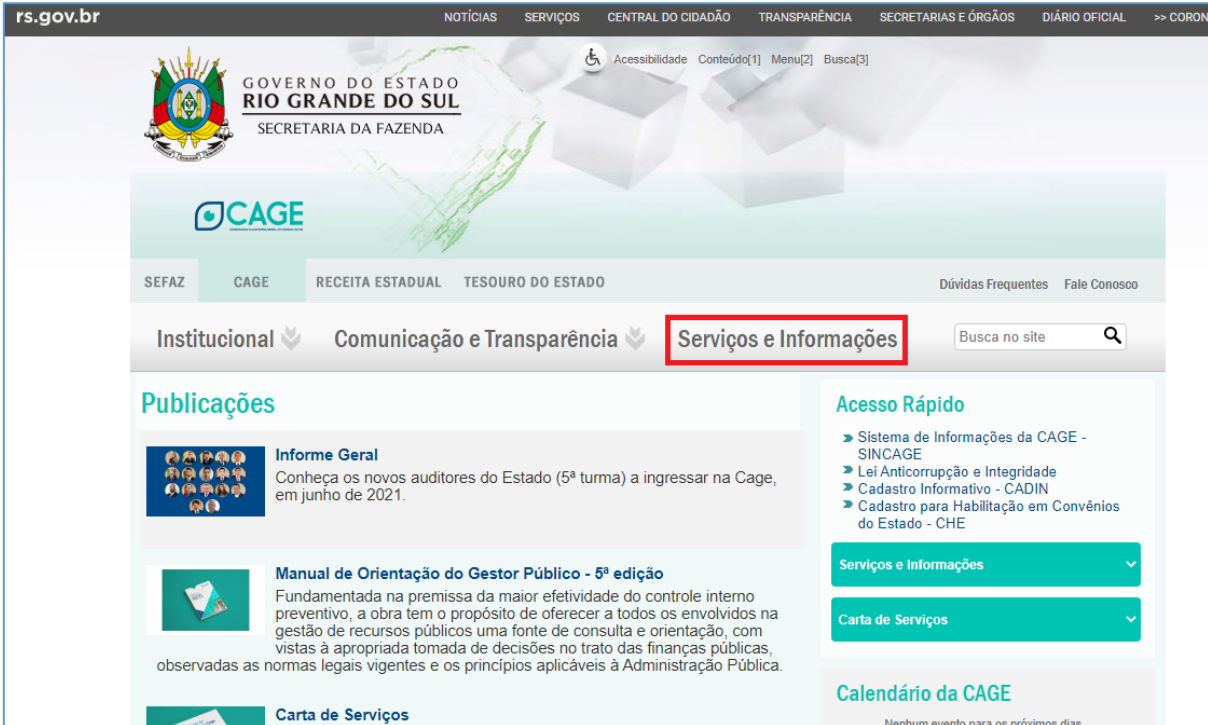 rs.gov.br
NOTÍCIAS SERVIÇOS CENTRAL DO CIDADÃO TRANSPARÊNCIA SECRETARIAS E ÓRGÃOS DIÁRIO OFICIAL >> CORON
Acessibilidade Conteúdo[1] Menu[2] Busca[3]
GOVERNO DO ESTADO
RIO GRANDE DO SUL
SECRETARIA DA FAZENDA
CAGE
SEFAZ CAGE RECEITA ESTADUAL TESOURO DO ESTADO
Dúvidas Frequentes Fale Conosco
Institucional Comunicação e Transparência Serviços e Informações
Busca no site
Publicações
Informe Geral
Conheça os novos auditores do Estado (5ª turma) a ingressar na Cage,
em junho de 2021.
Manual de Orientação do Gestor Público - 5ª edição
Fundamentada na premissa da maior efetividade do controle interno
preventivo, a obra tem o propósito de oferecer a todos os envolvidos na
gestão de recursos públicos uma fonte de consulta e orientação, com
vistas à apropriada tomada de decisões no trato das finanças públicas,
observadas as normas legais vigentes e os princípios aplicáveis à Administração Pública.
Carta de Serviços
Acesso Rápido
Sistema de Informações da CAGE -
SINCAGE
Lei Anticorrupção e Integridade
Cadastro Informativo - CADIN
Cadastro para Habilitação em Convênios
do Estado - CHE
Serviços e Informações
Carta de Serviços
Calendário da CAGE
Nenhum evento para os próximos dias